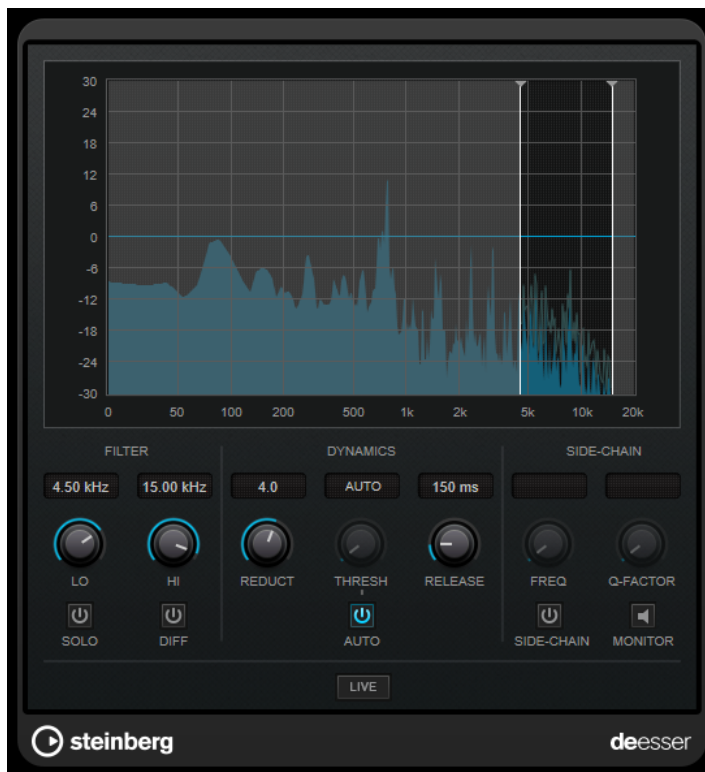 30
24
18
12
6
0
-6
-12
-18
-24
-30
0 50 100 200 500 1k 2k 5k 10k 20k
FILTER DYNAMICS SIDE-CHAIN
4.50 kHz 15.00 kHz 4.0 AUTO 150 ms
LO HI REDUCT THRESH RELEASE FREQ Q-FACTOR
SOLO DIFF AUTO SIDE-CHAIN MONITOR
LIVE
steinberg deesser